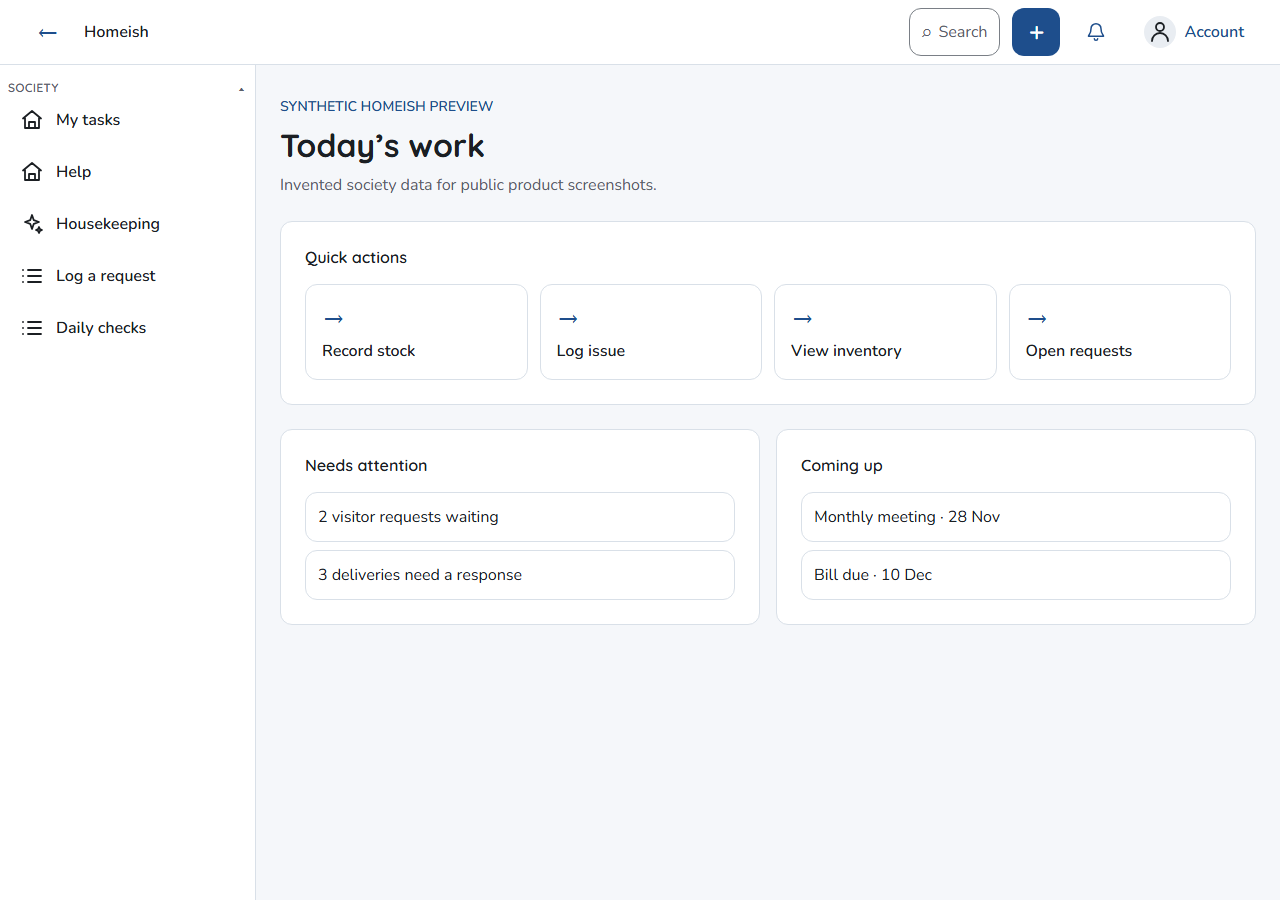 Homeish
Search
Account
SOCIETY
My tasks
Help
Housekeeping
Log a request
Daily checks
SYNTHETIC HOMEISH PREVIEW
Today’s work
Invented society data for public product screenshots.
Quick actions
Record stock
Log issue
View inventory
Open requests
Needs attention
2 visitor requests waiting
3 deliveries need a response
Coming up
Monthly meeting · 28 Nov
Bill due · 10 Dec